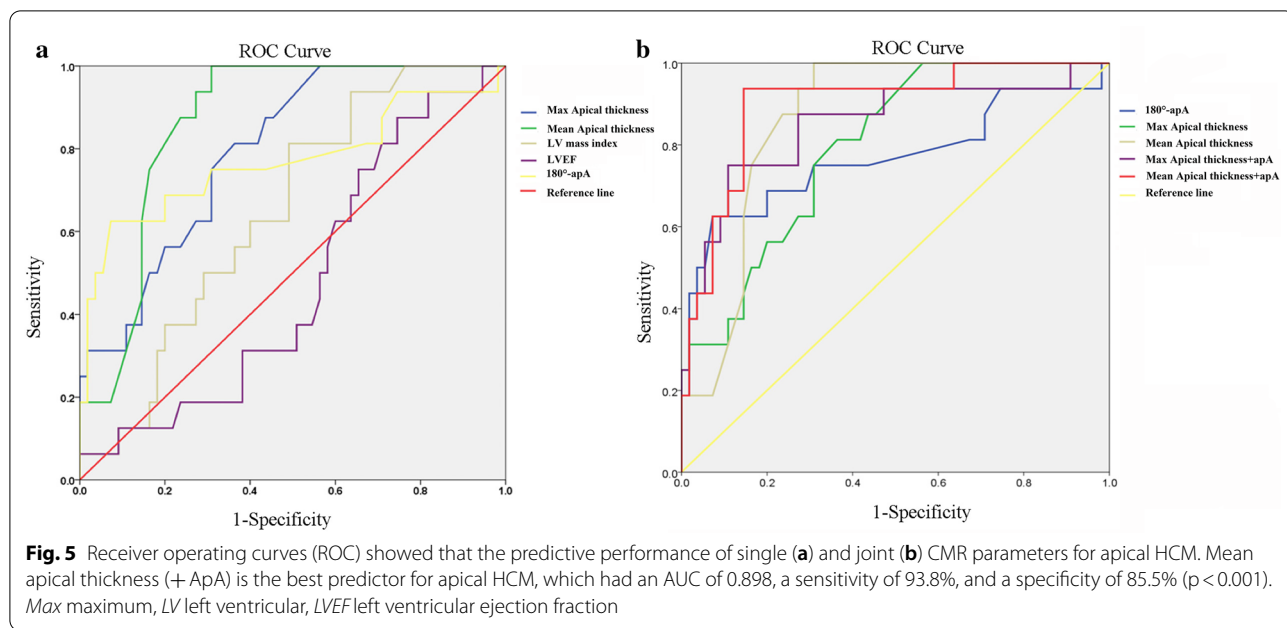 a
ROC Curve
1.0
0.8
0.6
0.4
0.2
0.0
0.0 0.2 0.4 0.6 0.8 1.0
Sensitivity
1-Specificity
Max Apical thickness
Mean Apical thickness
LV mass index
LVEF
180°-apA
Reference line
b
ROC Curve
1.0
0.8
0.6
0.4
0.2
0.0
0.0 0.2 0.4 0.6 0.8 1.0
Sensitivity
1-Specificity
180°-apA
Max Apical thickness
Mean Apical thickness
Max Apical thickness+apA
Mean Apical thickness+apA
Reference line
Fig. 5 Receiver operating curves (ROC) showed that the predictive performance of single (a) and joint (b) CMR parameters for apical HCM. Mean
apical thickness (+ ApA) is the best predictor for apical HCM, which had an AUC of 0.898, a sensitivity of 93.8%, and a specificity of 85.5% (p < 0.001).
Max maximum, LV left ventricular, LVEF left ventricular ejection fraction